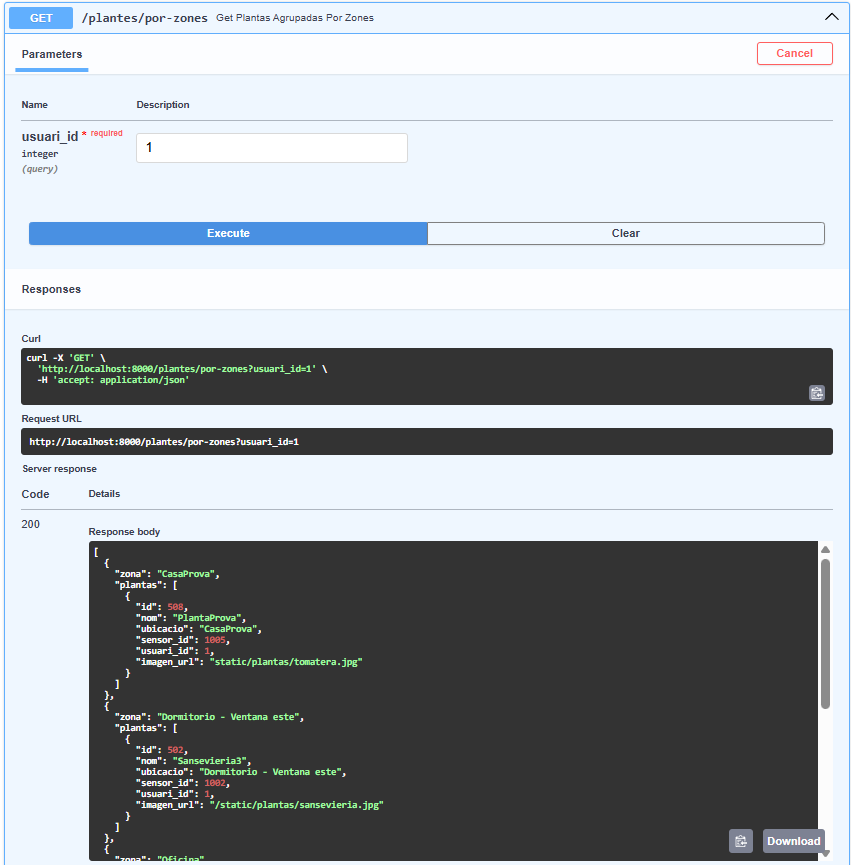 GET /plantes/por-zones Get Plantas Agrupadas Por Zones
Parameters
Cancel
Name Description
usuari_id * required
integer
(query)
1
Execute
Clear
Responses
Curl
curl -X 'GET' \
  'http://localhost:8000/plantes/por-zones?usuari_id=1' \
  -H 'accept: application/json'
Request URL
http://localhost:8000/plantes/por-zones?usuari_id=1
Server response
Code Details
200
Response body
[
  {
    "zona": "CasaProva",
    "plantas": [
      {
        "id": 508,
        "nom": "PlantaProva",
        "ubicacio": "CasaProva",
        "sensor_id": 1005,
        "usuari_id": 1,
        "imagen_url": "static/plantas/tomatera.jpg"
      }
    ]
  },
  {
    "zona": "Dormitorio - Ventana este",
    "plantas": [
      {
        "id": 502,
        "nom": "Sansevieria3",
        "ubicacio": "Dormitorio - Ventana este",
        "sensor_id": 1002,
        "usuari_id": 1,
        "imagen_url": "/static/plantas/sansevieria.jpg"
      }
    ]
  },
  {
    "zona": "Oficina",
Download